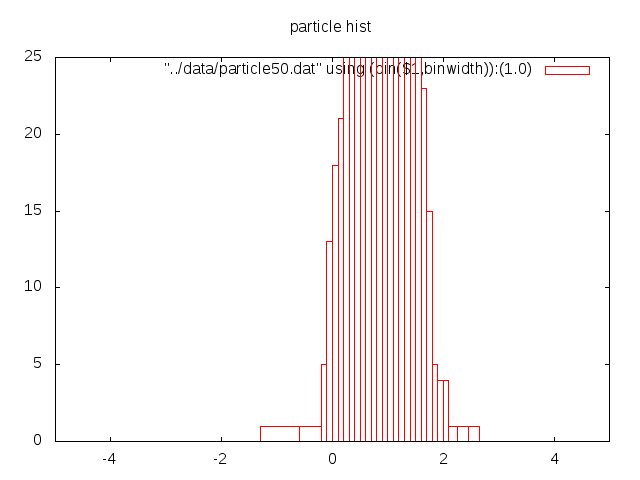 particle hist
25
"../data/particle50.dat" using (bin($1,binwidth)):(1.0)
20
15
10
5
0
-4 -2 0 2 4